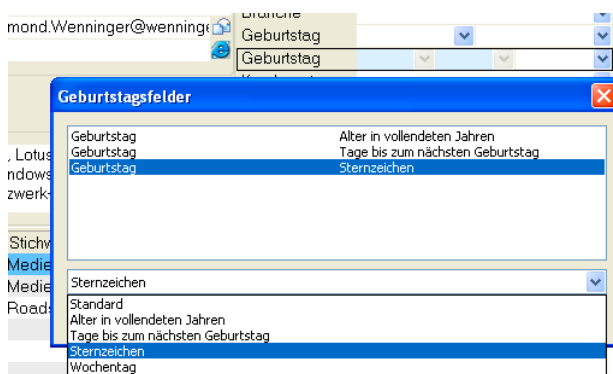 Branche
mond.Wenninger@wenninge
Geburtstag
Geburtstag
Geburtstagsfelder
Geburtstag Alter in vollendeten Jahren
Geburtstag Tage bis zum nächsten Geburtstag
Geburtstag Sternzeichen
, Lotus
ndows
zwerk-
Stichw
Medie
Medie
Roads
Sternzeichen
Standard
Alter in vollendeten Jahren
Tage bis zum nächsten Geburtstag
Sternzeichen
Wochentag